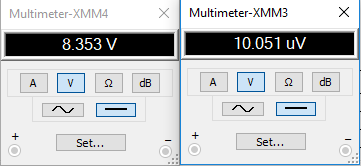 Multimeter-XMM4
8.353 V
A V Ω dB
+ Set... −
Multimeter-XMM3
10.051 uV
A V Ω dB
+ Set... −